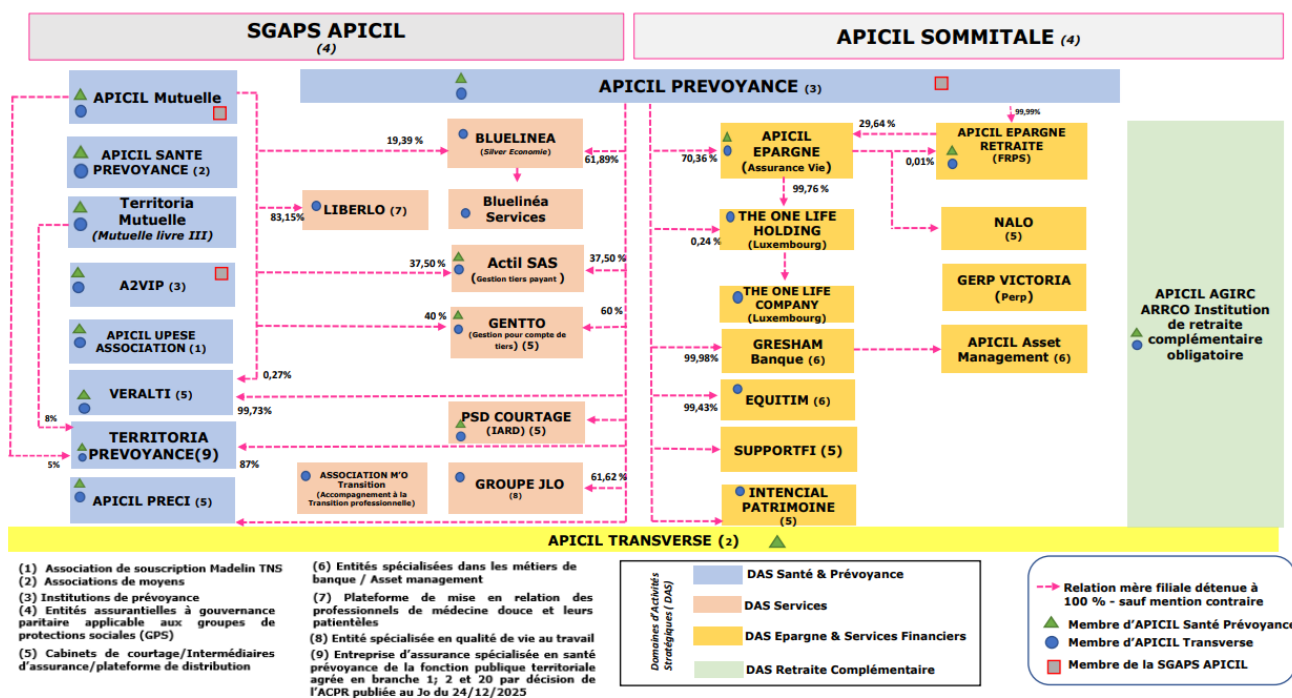 SGAPS APICIL
(4)
APICIL SOMMITALE (4)
APICIL PREVOYANCE (3)
APICIL Mutuelle
APICIL SANTE
PREVOYANCE (2)
Territoria
Mutuelle
(Mutuelle livre III)
A2VIP (3)
APICIL UPESE
ASSOCIATION (1)
VERALTI (5)
TERRITORIA
PREVOYANCE(9)
APICIL PRECI (5)
8%
5%
0,27%
99,73%
87%
83,15%
19,39 %
61,89%
37,50 %
37,50 %
40 %
60 %
61,62 %
BLUELINEA
(Silver Economie)
Bluelinéa
Services
LIBERLO (7)
Actil SAS
(Gestion tiers payant )
GENTTO
(Gestion pour compte de
tiers) (5)
PSD COURTAGE
(IARD) (5)
ASSOCIATION M'O
Transition
(Accompagnement à la
Transition professionnelle)
GROUPE JLO
(8)
70,36 %
29,64 %
99,99%
0,01%
99,76 %
0,24 %
99,98%
99,43%
APICIL
EPARGNE
(Assurance Vie)
APICIL EPARGNE
RETRAITE
(FRPS)
THE ONE LIFE
HOLDING
(Luxembourg)
NALO
(5)
THE ONE LIFE
COMPANY
(Luxembourg)
GERP VICTORIA
(Perp)
GRESHAM
Banque (6)
APICIL Asset
Management (6)
EQUITIM (6)
SUPPORTFI (5)
INTENCIAL
PATRIMOINE
(5)
APICIL AGIRC
ARRCO Institution
de retraite
complémentaire
obligatoire
APICIL TRANSVERSE (2)
(1) Association de souscription Madelin TNS
(2) Associations de moyens
(3) Institutions de prévoyance
(4) Entités assurantielles à gouvernance
paritaire applicable aux groupes de
protections sociales (GPS)
(5) Cabinets de courtage/Intermédiaires
d'assurance/plateforme de distribution
(6) Entités spécialisées dans les métiers de
banque / Asset management
(7) Plateforme de mise en relation des
professionnels de médecine douce et leurs
patientèles
(8) Entité spécialisée en qualité de vie au travail
(9) Entreprise d'assurance spécialisée en santé
prévoyance de la fonction publique territoriale
agrée en branche 1; 2 et 20 par décision de
l'ACPR publiée au Jo du 24/12/2025
Domaines d'Activités
Stratégiques ( DAS)
DAS Santé & Prévoyance
DAS Services
DAS Epargne & Services Financiers
DAS Retraite Complémentaire
Relation mère filiale détenue à
100 % - sauf mention contraire
Membre d'APICIL Santé Prévoyance
Membre d'APICIL Transverse
Membre de la SGAPS APICIL